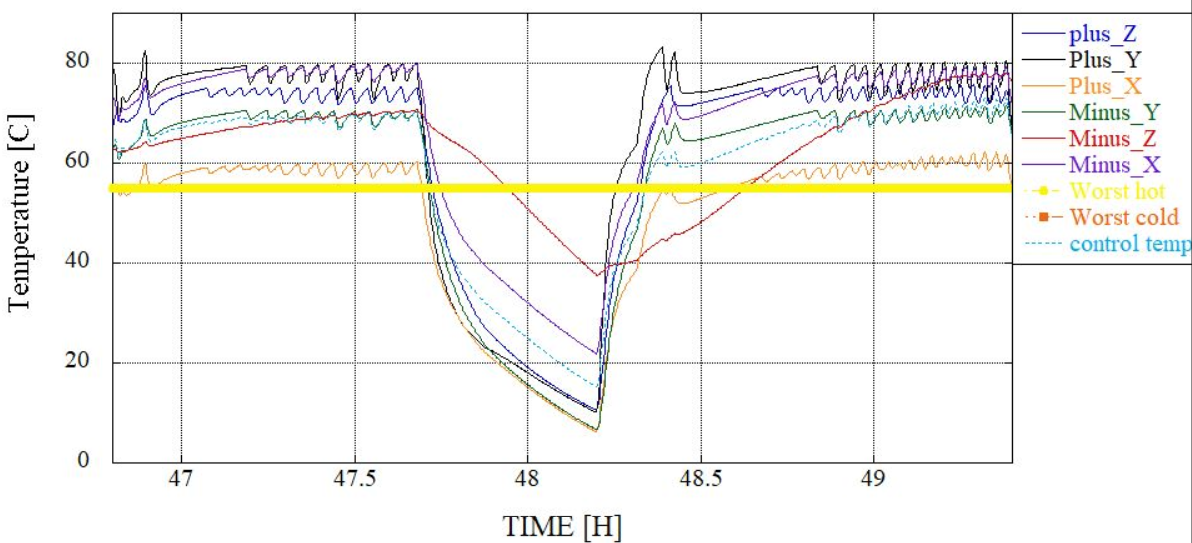 Temperature [C]
80
60
40
20
0
47
47.5
48
48.5
49
TIME [H]
plus_Z
Plus_Y
Plus_X
Minus_Y
Minus_Z
Minus_X
Worst hot
Worst cold
control temp